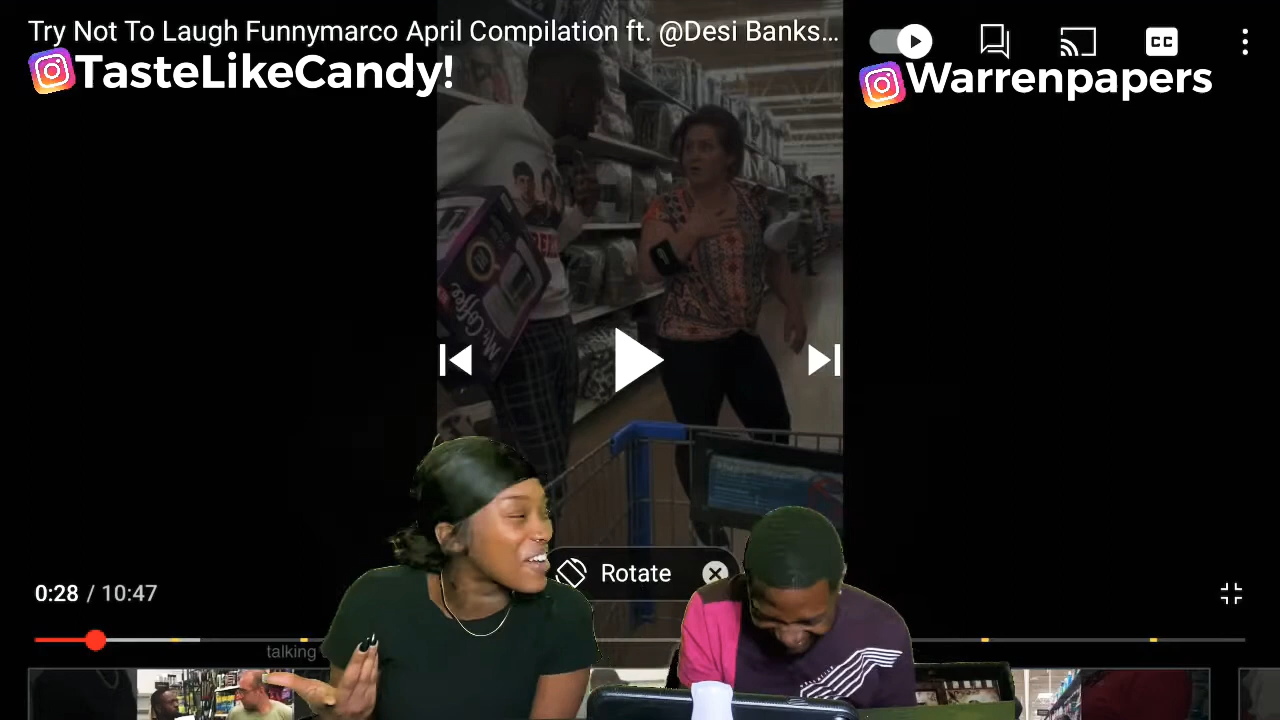 Try Not To Laugh Funnymarco April Compilation ft. @Desi Banks...
CC
TasteLikeCandy!
Warrenpapers
Mr. Coffee
Rotate
0:28 / 10:47
talking